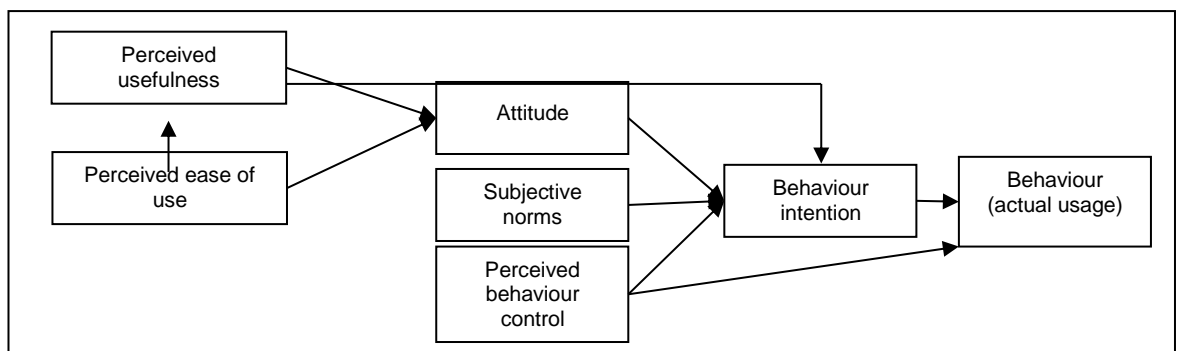 Perceived
usefulness
Perceived ease of
use
Attitude
Subjective
norms
Perceived
behaviour
control
Behaviour
intention
Behaviour
(actual usage)